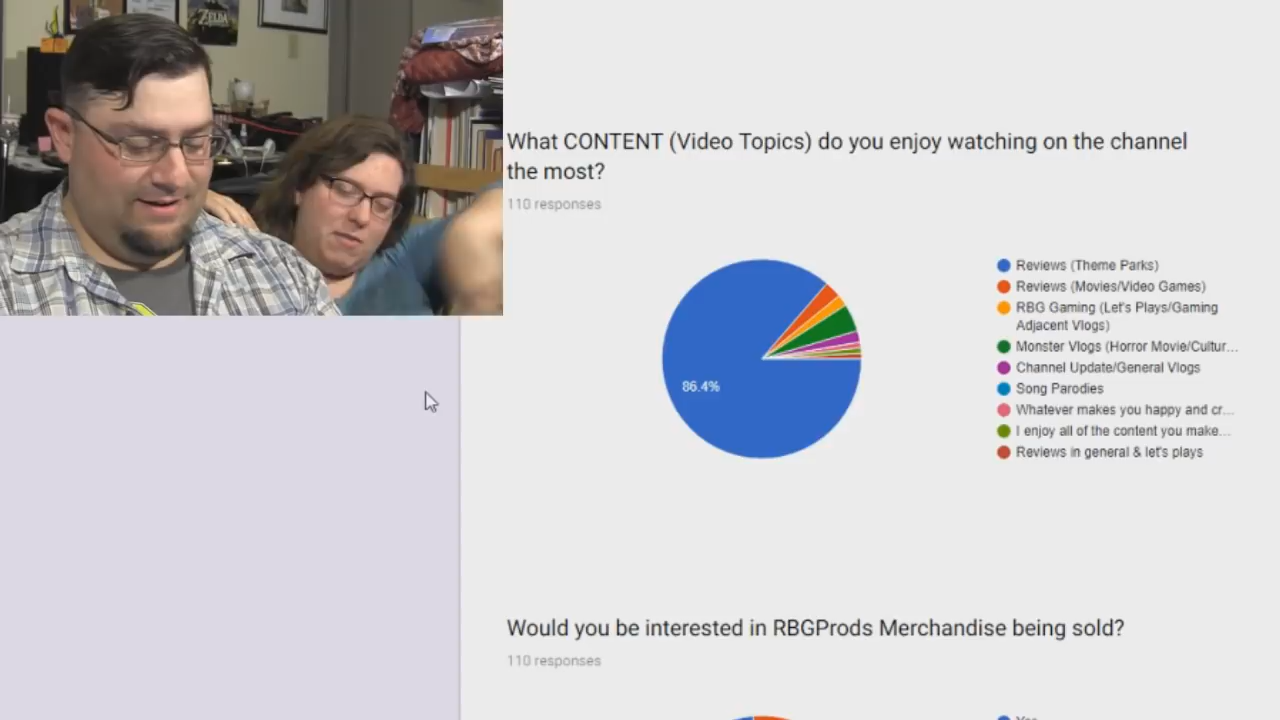 ZELDA
What CONTENT (Video Topics) do you enjoy watching on the channel
the most?
110 responses
86.4%
Reviews (Theme Parks)
Reviews (Movies/Video Games)
RBG Gaming (Let's Plays/Gaming
Adjacent Vlogs)
Monster Vlogs (Horror Movie/Cultur...
Channel Update/General Vlogs
Song Parodies
Whatever makes you happy and cr...
I enjoy all of the content you make...
Reviews in general & let's plays
Would you be interested in RBGProds Merchandise being sold?
110 responses
Yes